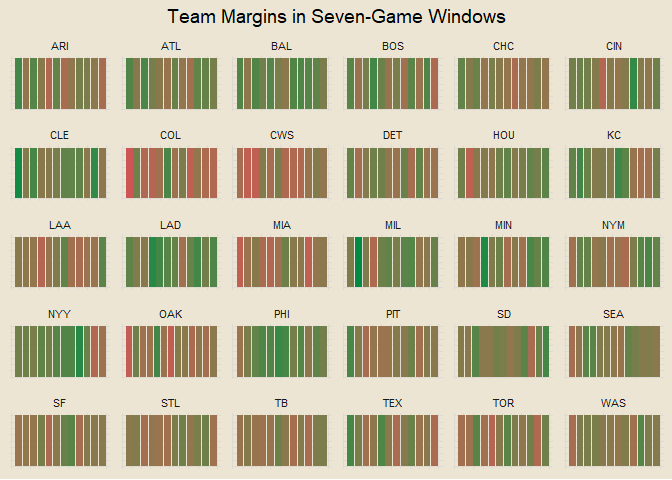 Team Margins in Seven-Game Windows
ARI ATL BAL BOS CHC CIN
CLE COL CWS DET HOU KC
LAA LAD MIA MIL MIN NYM
NYY OAK PHI PIT SD SEA
SF STL TB TEX TOR WAS